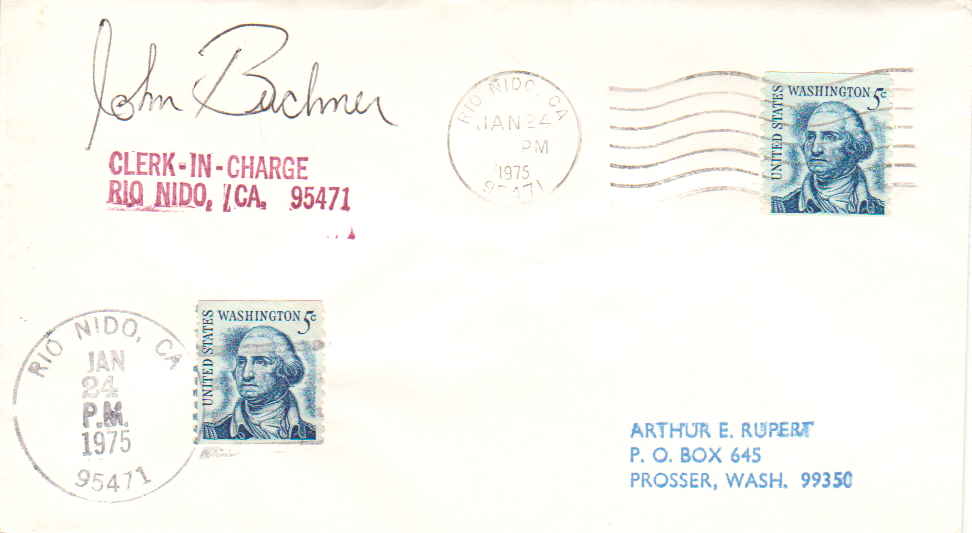 John Buchner
CLERK-IN-CHARGE
RIO NIDO, CA. 95471
RIO NIDO, CA
JAN 24
PM
1975
95471
UNITED STATES
WASHINGTON 5c
RIO NIDO, CA
JAN
24
P.M.
1975
95471
UNITED STATES
WASHINGTON 5c
ARTHUR E. RUPERT
P. O. BOX 645
PROSSER, WASH. 99350